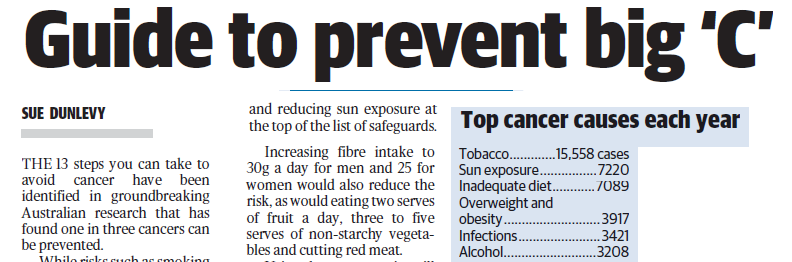 Guide to prevent big ‘C’
SUE DUNLEVY
THE 13 steps you can take to
avoid cancer have been
identified in groundbreaking
Australian research that has
found one in three cancers can
be prevented.
While risks such as smoking
and reducing sun exposure at
the top of the list of safeguards.
Increasing fibre intake to
30g a day for men and 25 for
women would also reduce the
risk, as would eating two serves
of fruit a day, three to five
serves of non-starchy vegeta-
bles and cutting red meat.
Top cancer causes each year
Tobacco.............15,558 cases
Sun exposure................7220
Inadequate diet............7089
Overweight and
obesity...........................3917
Infections.......................3421
Alcohol..........................3208